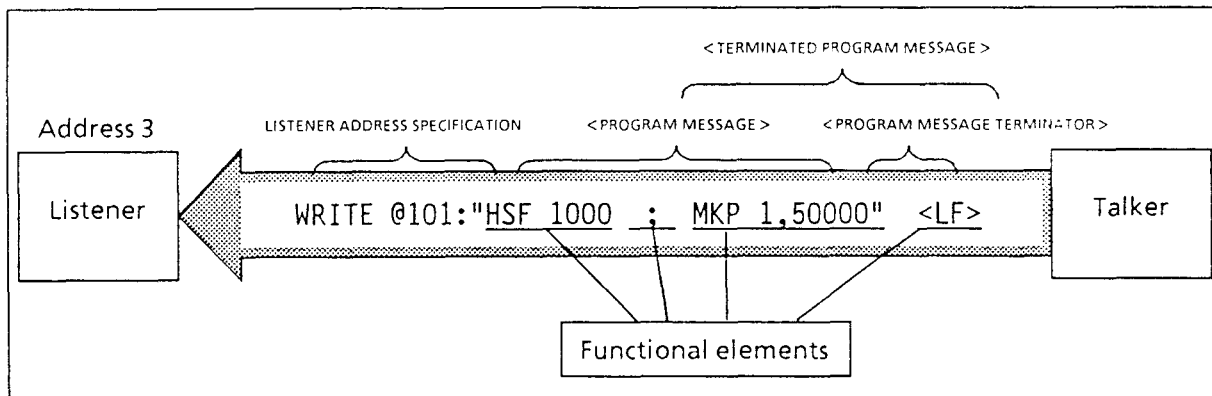 <TERMINATED PROGRAM MESSAGE>
Address 3
LISTENER ADDRESS SPECIFICATION
<PROGRAM MESSAGE>
<PROGRAM MESSAGE TERMINATOR>
Listener
WRITE @101:"HSF 1000 ; MKP 1,50000" <LF>
Talker
Functional elements